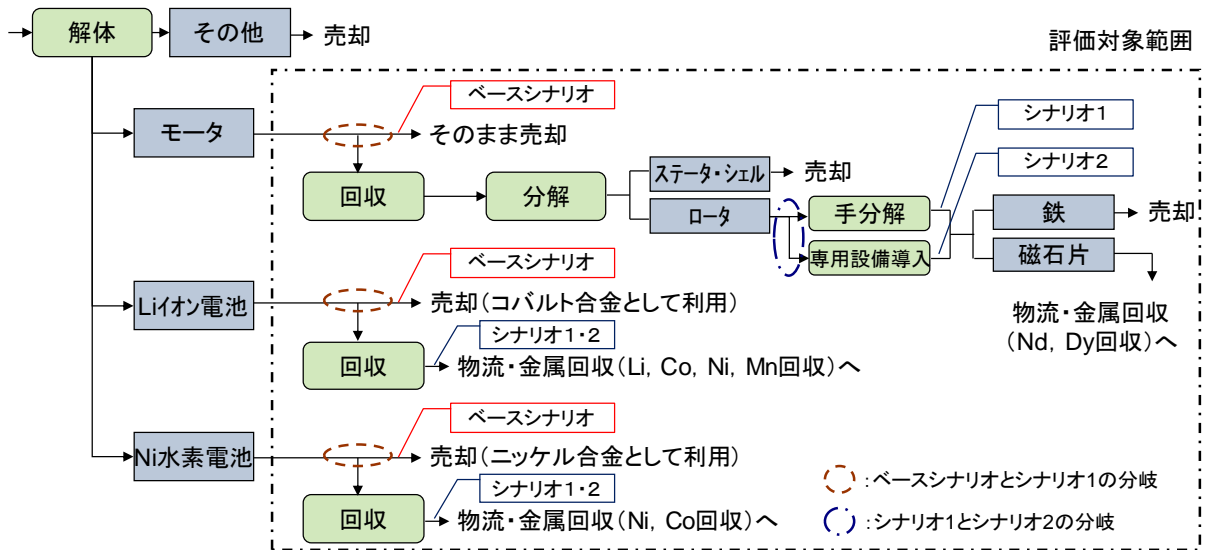 解体
その他
売却
評価対象範囲
ベースシナリオ
モータ
そのまま売却
シナリオ1
シナリオ2
回収
分解
ステータ・シェル
売却
ロータ
手分解
専用設備導入
鉄
売却
磁石片
物流・金属回収
(Nd, Dy回収)へ
ベースシナリオ
Liイオン電池
売却(コバルト合金として利用)
シナリオ1・2
回収
物流・金属回収(Li, Co, Ni, Mn回収)へ
ベースシナリオ
Ni水素電池
売却(ニッケル合金として利用)
シナリオ1・2
回収
物流・金属回収(Ni, Co回収)へ
:ベースシナリオとシナリオ1の分岐
:シナリオ1とシナリオ2の分岐